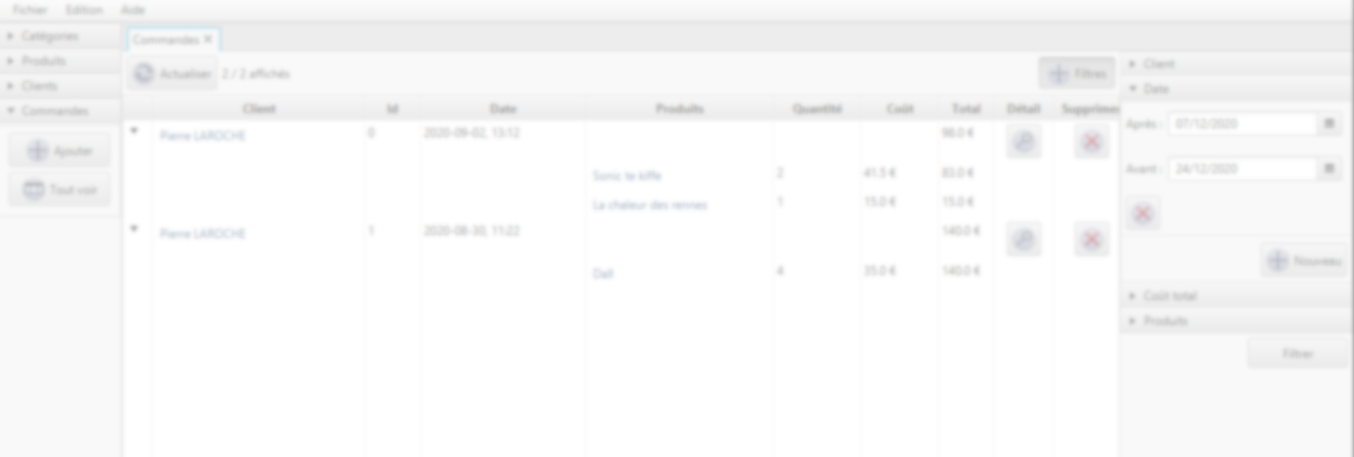 Fichier Edition Aide
Catégories
Produits
Clients
Commandes
Ajouter
Tout voir
Commandes
Actualiser 2 / 2 affichés Filtres
Client Id Date Produits Quantité Coût Total Détail Supprimer
Pierre LAROCHE 0 2020-09-02, 13:12 98.0 €
Sonic te biffe 2 41.5 € 83.0 €
La chaleur des rennes 1 15.0 € 15.0 €
Pierre LAROCHE 1 2020-08-30, 11:22 140.0 €
Dell 4 35.0 € 140.0 €
Client
Date
Après : 07/12/2020
Avant : 24/12/2020
Nouveau
Coût total
Produits
Filtrer